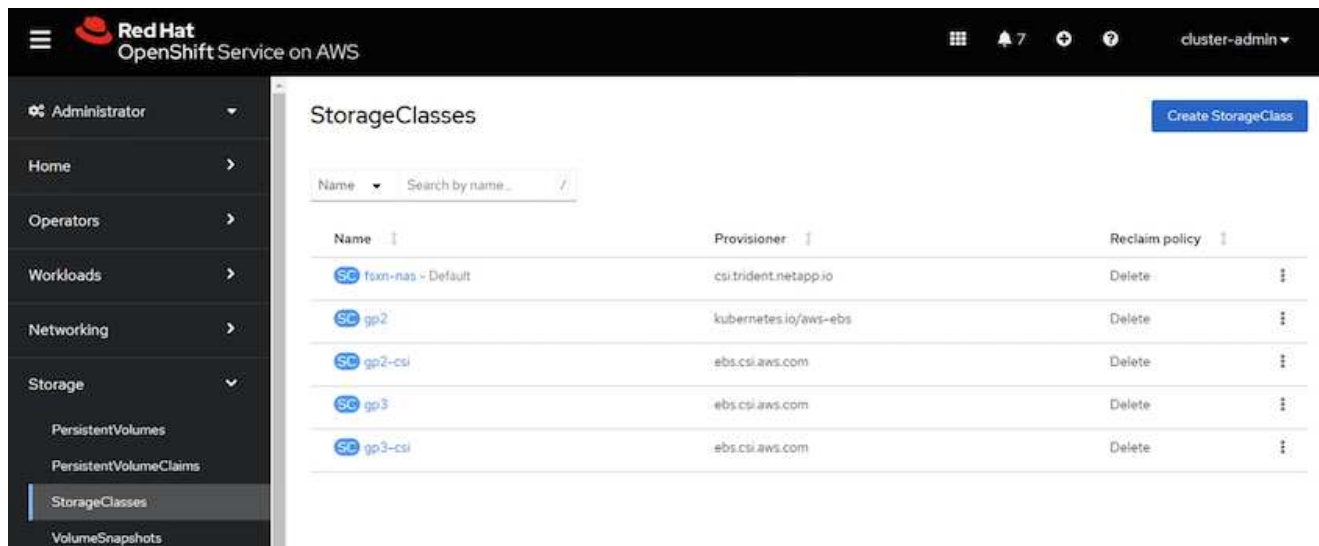 Red Hat
OpenShift Service on AWS
7
cluster-admin
Administrator
Home
Operators
Workloads
Networking
Storage
PersistentVolumes
PersistentVolumeClaims
StorageClasses
VolumeSnapshots
StorageClasses
Create StorageClass
Name Search by name... /
Name Provisioner Reclaim policy
SC fsxn-nas – Default csi.trident.netapp.io Delete
SC gp2 kubernetes.io/aws-ebs Delete
SC gp2-csi ebs.csi.aws.com Delete
SC gp3 ebs.csi.aws.com Delete
SC gp3-csi ebs.csi.aws.com Delete